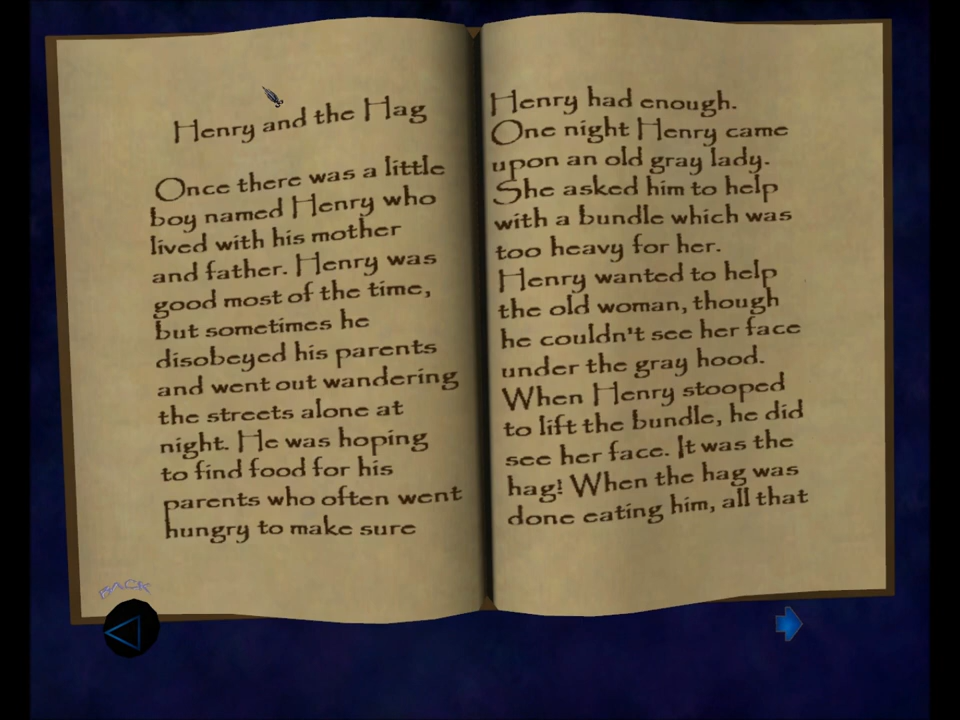 Henry and the Hag
Once there was a little
boy named Henry who
lived with his mother
and father. Henry was
good most of the time,
but sometimes he
disobeyed his parents
and went out wandering
the streets alone at
night. He was hoping
to find food for his
parents who often went
hungry to make sure
Henry had enough.
One night Henry came
upon an old gray lady.
She asked him to help
with a bundle which was
too heavy for her.
Henry wanted to help
the old woman, though
he couldn't see her face
under the gray hood.
When Henry stooped
to lift the bundle, he did
see her face. It was the
hag! When the hag was
done eating him, all that
BACK